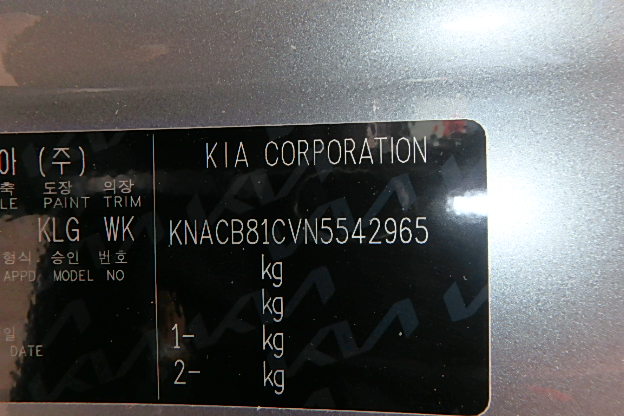 아 (주)
KIA CORPORATION
축 도장 의장
LE PAINT TRIM
KLG WK
KNACB81CVN5542965
형식 승인 번호
APPD MODEL NO
kg
kg
일
DATE
1- kg
2- kg